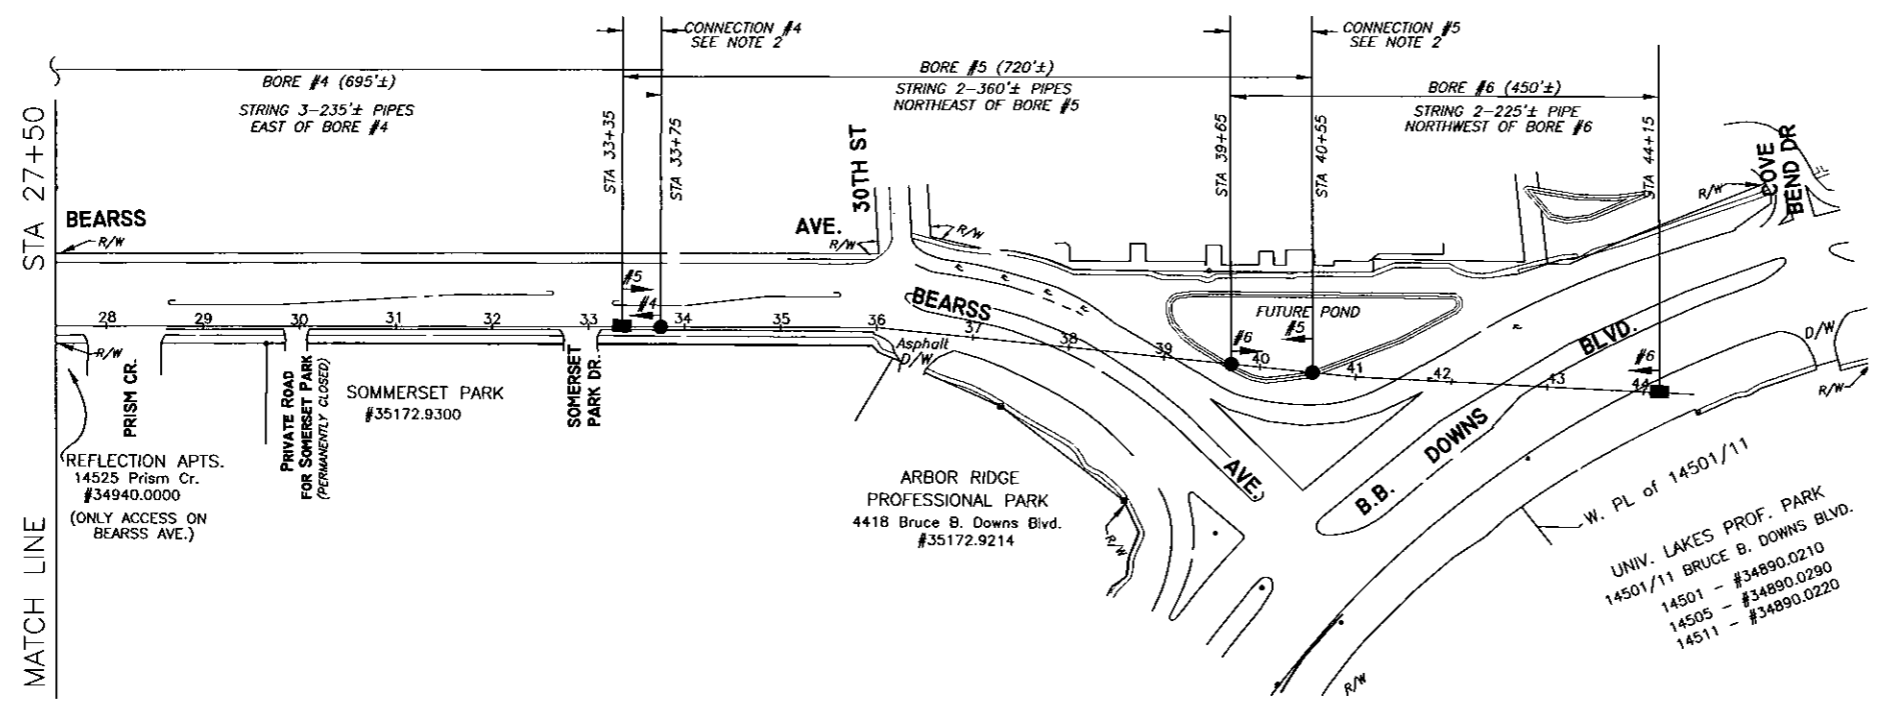 CONNECTION #4
SEE NOTE 2
CONNECTION #5
SEE NOTE 2
BORE #4 (695'±)
STRING 3-235'± PIPES
EAST OF BORE #4
BORE #5 (720'±)
STRING 2-360'± PIPES
NORTHEAST OF BORE #5
BORE #6 (450'±)
STRING 2-225'± PIPE
NORTHWEST OF BORE #6
STA 27+50
MATCH LINE
STA 33+35
STA 33+75
STA 39+65
STA 40+55
STA 44+15
30TH ST
COVE
BEND DR
BEARSS
AVE.
R/W
R/W
R/W
R/W
#5
#4
BEARSS
AVE.)
FUTURE POND
#6
#5
#6
B.B.
DOWNS
BLVD.
28
29
30
31
32
33
34
35
36
37
38
39
40
41
42
43
44
Asphalt
D/W
D/W
R/W
R/W
PRISM CR.
PRIVATE ROAD
FOR SOMERSET PARK
(PERMANENTLY CLOSED)
SOMMERSET PARK
#35172.9300
SOMERSET
PARK DR.
REFLECTION APTS.
14525 Prism Cr.
#34940.0000
(ONLY ACCESS ON
BEARSS AVE.)
ARBOR RIDGE
PROFESSIONAL PARK
4418 Bruce B. Downs Blvd.
#35172.9214
R/W
R/W
W. PL of 14501/11
UNIV. LAKES PROF. PARK
14501/11 BRUCE B. DOWNS BLVD.
14501 - #34890.0210
14505 - #34890.0290
14511 - #34890.0220